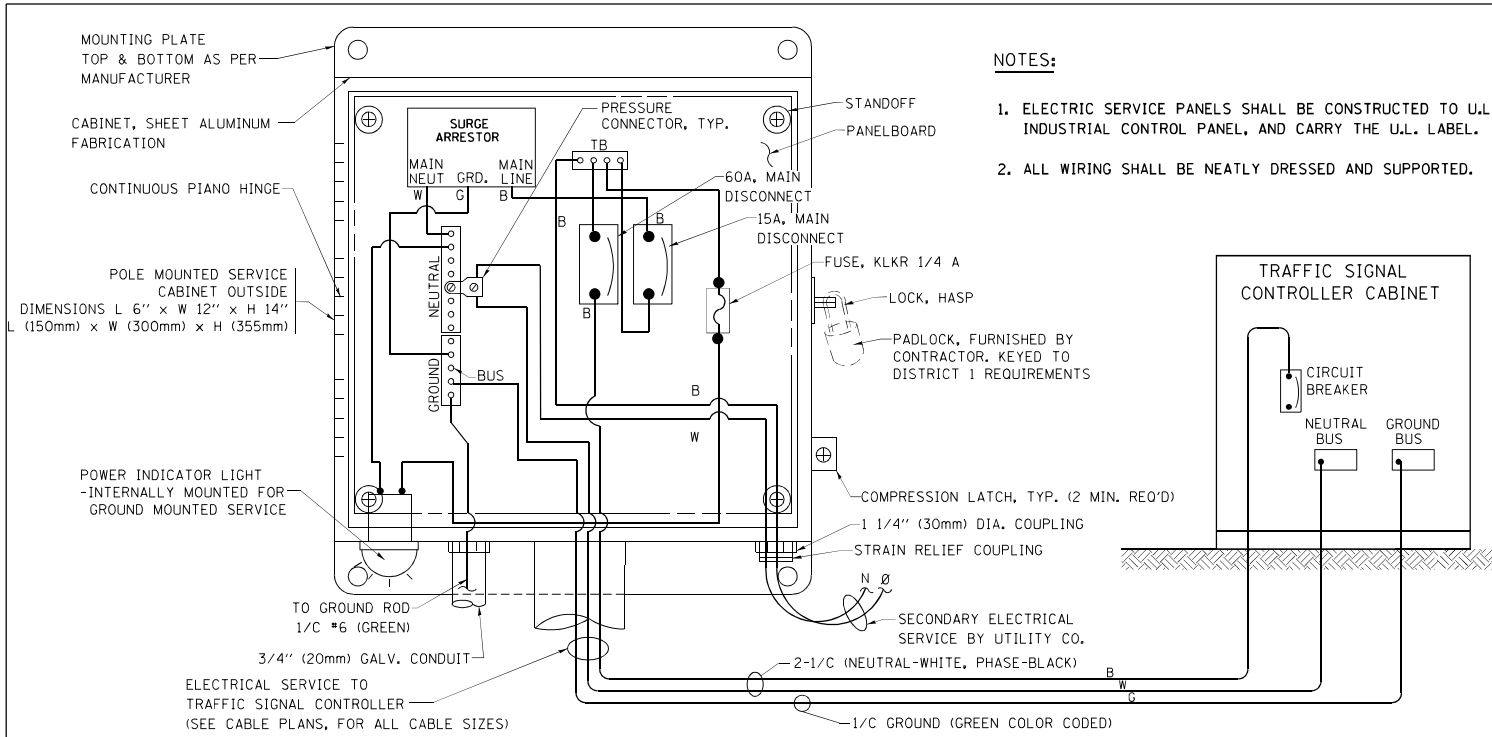 MOUNTING PLATE
TOP & BOTTOM AS PER
MANUFACTURER
CABINET, SHEET ALUMINUM
FABRICATION
CONTINUOUS PIANO HINGE
POLE MOUNTED SERVICE
CABINET OUTSIDE
DIMENSIONS L 6" x W 12" x H 14"
L (150mm) x W (300mm) x H (355mm)
POWER INDICATOR LIGHT
-INTERNALLY MOUNTED FOR
GROUND MOUNTED SERVICE
SURGE
ARRESTOR
MAIN
NEUT
GRD.
MAIN
LINE
W
G
B
PRESSURE
CONNECTOR, TYP.
TB
NEUTRAL
GROUND
BUS
B
B
B
B
W
STANDOFF
PANELBOARD
60A, MAIN
DISCONNECT
15A, MAIN
DISCONNECT
FUSE, KLKR 1/4 A
LOCK, HASP
PADLOCK, FURNISHED BY
CONTRACTOR. KEYED TO
DISTRICT 1 REQUIREMENTS
COMPRESSION LATCH, TYP. (2 MIN. REQ'D)
1 1/4" (30mm) DIA. COUPLING
STRAIN RELIEF COUPLING
N Ø
SECONDARY ELECTRICAL
SERVICE BY UTILITY CO.
TO GROUND ROD
1/C #6 (GREEN)
3/4" (20mm) GALV. CONDUIT
ELECTRICAL SERVICE TO
TRAFFIC SIGNAL CONTROLLER
(SEE CABLE PLANS, FOR ALL CABLE SIZES)
2-1/C (NEUTRAL-WHITE, PHASE-BLACK)
1/C GROUND (GREEN COLOR CODED)
B
W
G
NOTES:
1. ELECTRIC SERVICE PANELS SHALL BE CONSTRUCTED TO U.L
INDUSTRIAL CONTROL PANEL, AND CARRY THE U.L. LABEL.
2. ALL WIRING SHALL BE NEATLY DRESSED AND SUPPORTED.
TRAFFIC SIGNAL
CONTROLLER CABINET
CIRCUIT
BREAKER
NEUTRAL
BUS
GROUND
BUS